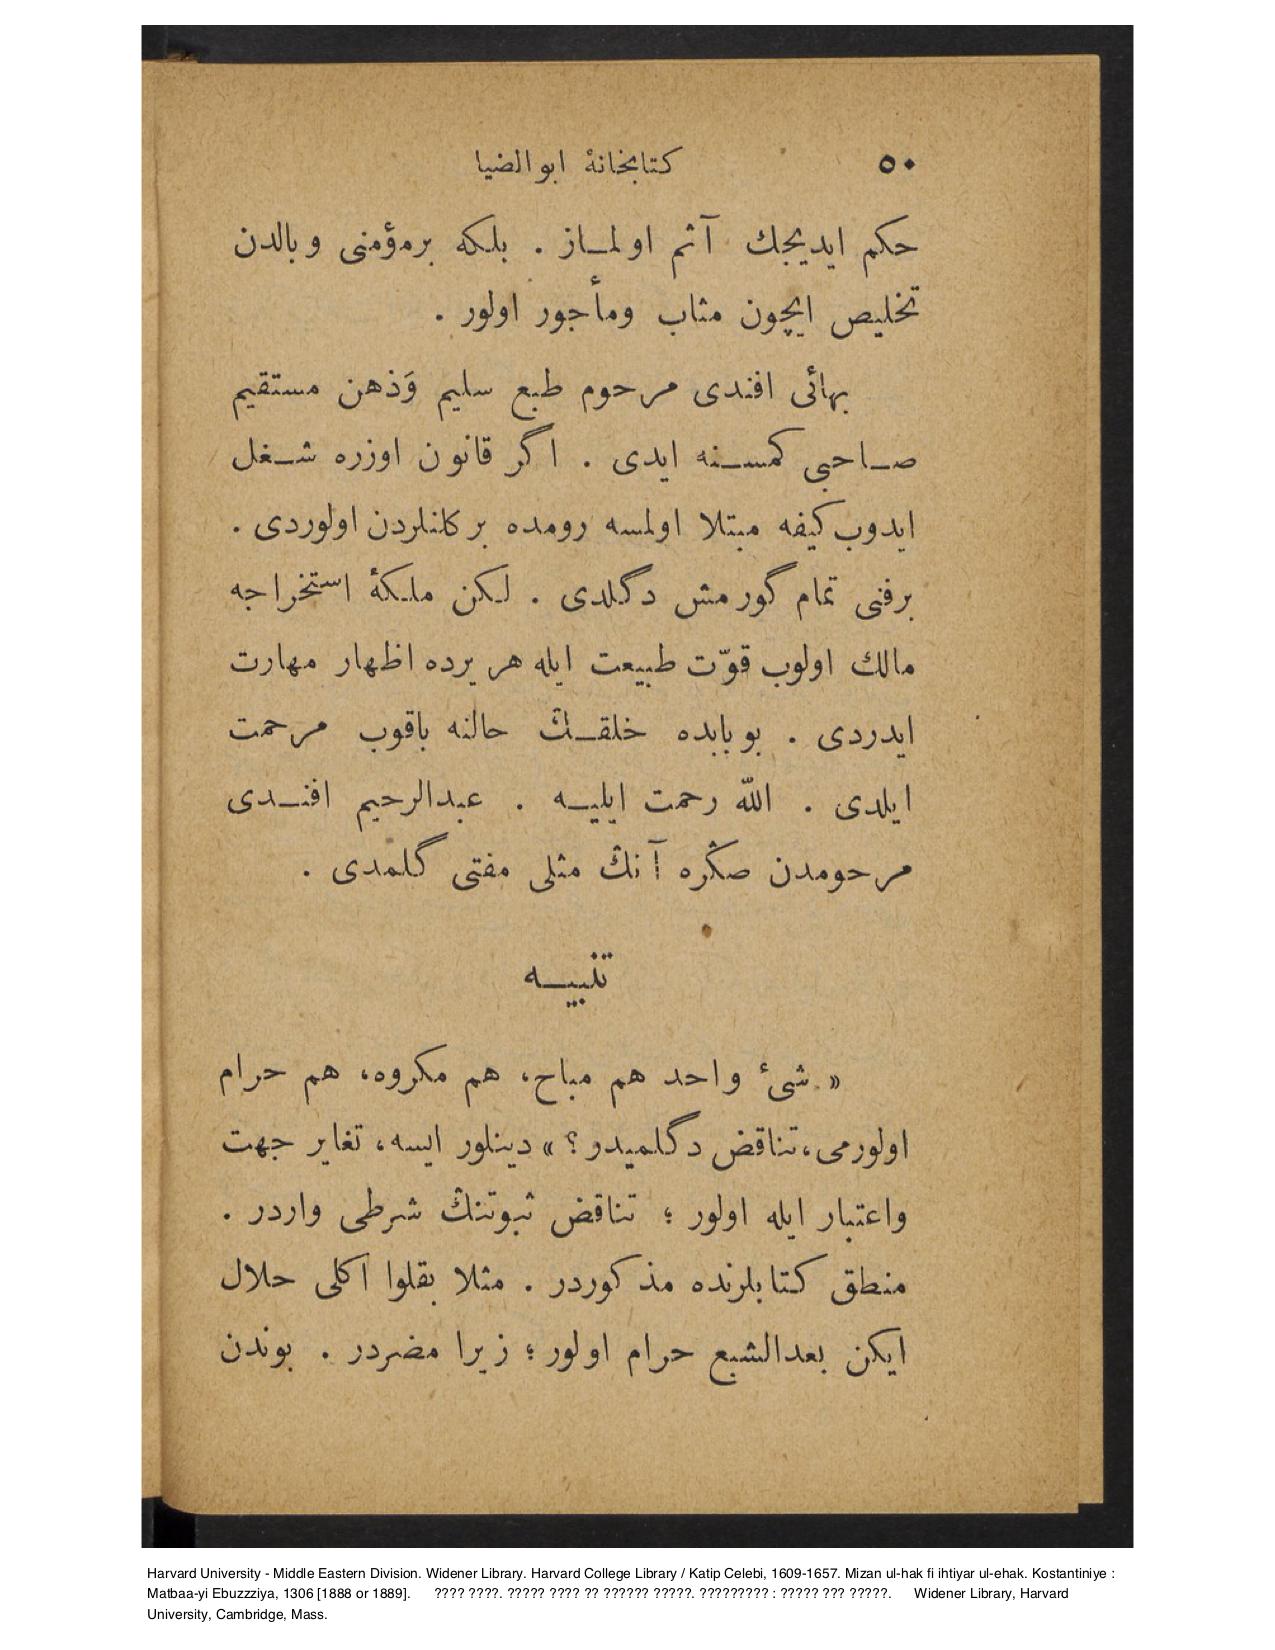 ٥٠ كتابخانهٔ ابوالضيا
حكم ايديجك آثم اولماز . بلكه برمؤمنى وبالدن
تخليص ايچون مثاب ومأجور اولور .
بهائى افندى مرحوم طبع سليم وَذهن مستقيم
صاحبى كمسنه ايدى . اگر قانون اوزره شغل
ايدوب كيفه مبتلا اولمسه رومده بر كانلردن اولوردى .
برفنى تمام گورمش دگلدى . لكن ملكهٔ استخراجه
مالك اولوب قوّت طبيعت ايله هر يرده اظهار مهارت
ايدردى . بوبابده خلقڭ حالنه باقوب مرحمت
ايلدى . الله رحمت ايليه . عبدالرحيم افندى
مرحومدن صڭره آنڭ مثلى مفتى گلمدى .
تنبيه
« شىٔ واحد هم مباح، هم مكروه، هم حرام
اولورمى، تناقض دگلميدر ؟ » دينلور ايسه، تغاير جهت
واعتبار ايله اولور ؛ تناقض ثبوتنڭ شرطى واردر .
منطق كتابلرنده مذكوردر . مثلا بقلوا اكلى حلال
ايكن بعدالشبع حرام اولور ؛ زيرا مضردر . بوندن
Harvard University - Middle Eastern Division. Widener Library. Harvard College Library / Katip Celebi, 1609-1657. Mizan ul-hak fi ihtiyar ul-ehak. Kostantiniye :
Matbaa-yi Ebuzzziya, 1306 [1888 or 1889]. ???? ????. ????? ???? ?? ?????? ?????. ????????? : ????? ??? ?????. Widener Library, Harvard
University, Cambridge, Mass.